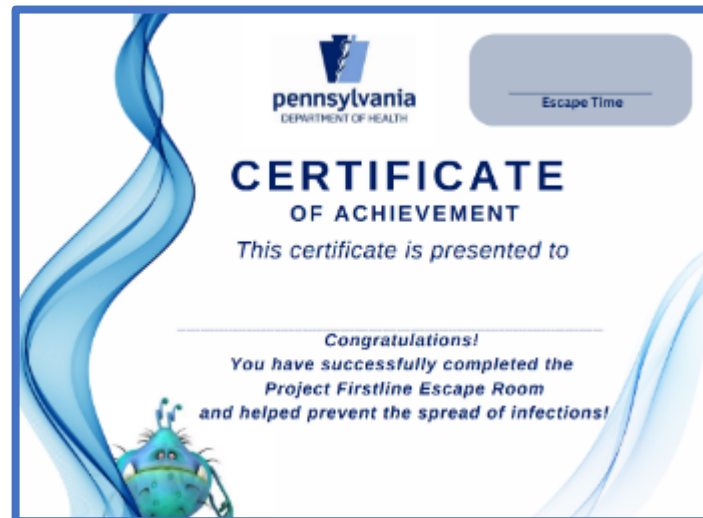 pennsylvania
DEPARTMENT OF HEALTH
Escape Time
CERTIFICATE
OF ACHIEVEMENT
This certificate is presented to
Congratulations!
You have successfully completed the
Project Firstline Escape Room
and helped prevent the spread of infections!